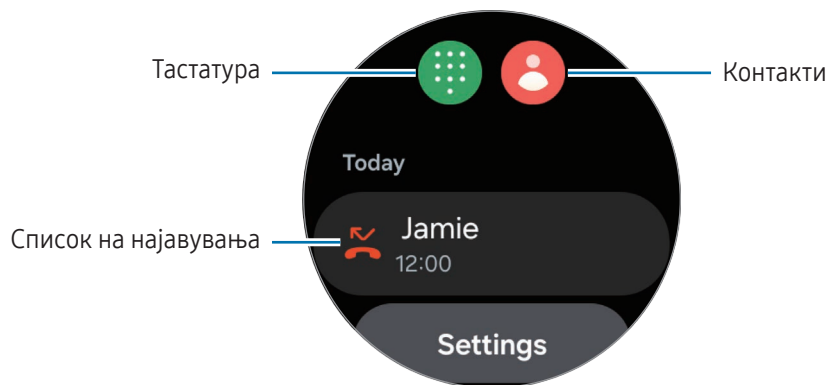 Тастатура
Контакти
Today
Список на најавувања
Jamie
12:00
Settings